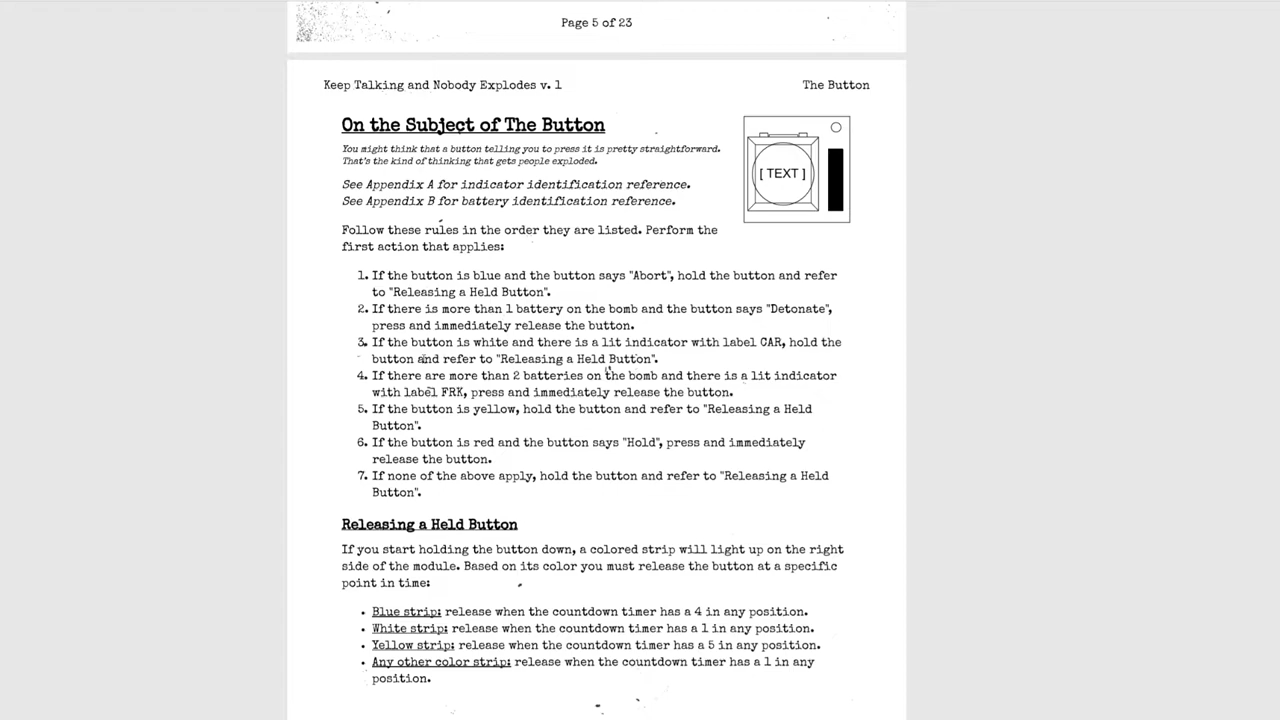 Page 5 of 23
Keep Talking and Nobody Explodes v. 1
The Button
On the Subject of The Button
You might think that a button telling you to press it is pretty straightforward.
That's the kind of thinking that gets people exploded.
See Appendix A for indicator identification reference.
See Appendix B for battery identification reference.
[ TEXT ]
Follow these rules in the order they are listed. Perform the
first action that applies:
1. If the button is blue and the button says "Abort", hold the button and refer
to "Releasing a Held Button".
2. If there is more than 1 battery on the bomb and the button says "Detonate",
press and immediately release the button.
3. If the button is white and there is a lit indicator with label CAR, hold the
button and refer to "Releasing a Held Button".
4. If there are more than 2 batteries on the bomb and there is a lit indicator
with label FRK, press and immediately release the button.
5. If the button is yellow, hold the button and refer to "Releasing a Held
Button".
6. If the button is red and the button says "Hold", press and immediately
release the button.
7. If none of the above apply, hold the button and refer to "Releasing a Held
Button".
Releasing a Held Button
If you start holding the button down, a colored strip will light up on the right
side of the module. Based on its color you must release the button at a specific
point in time:
• Blue strip: release when the countdown timer has a 4 in any position.
• White strip: release when the countdown timer has a 1 in any position.
• Yellow strip: release when the countdown timer has a 5 in any position.
• Any other color strip: release when the countdown timer has a 1 in any
position.